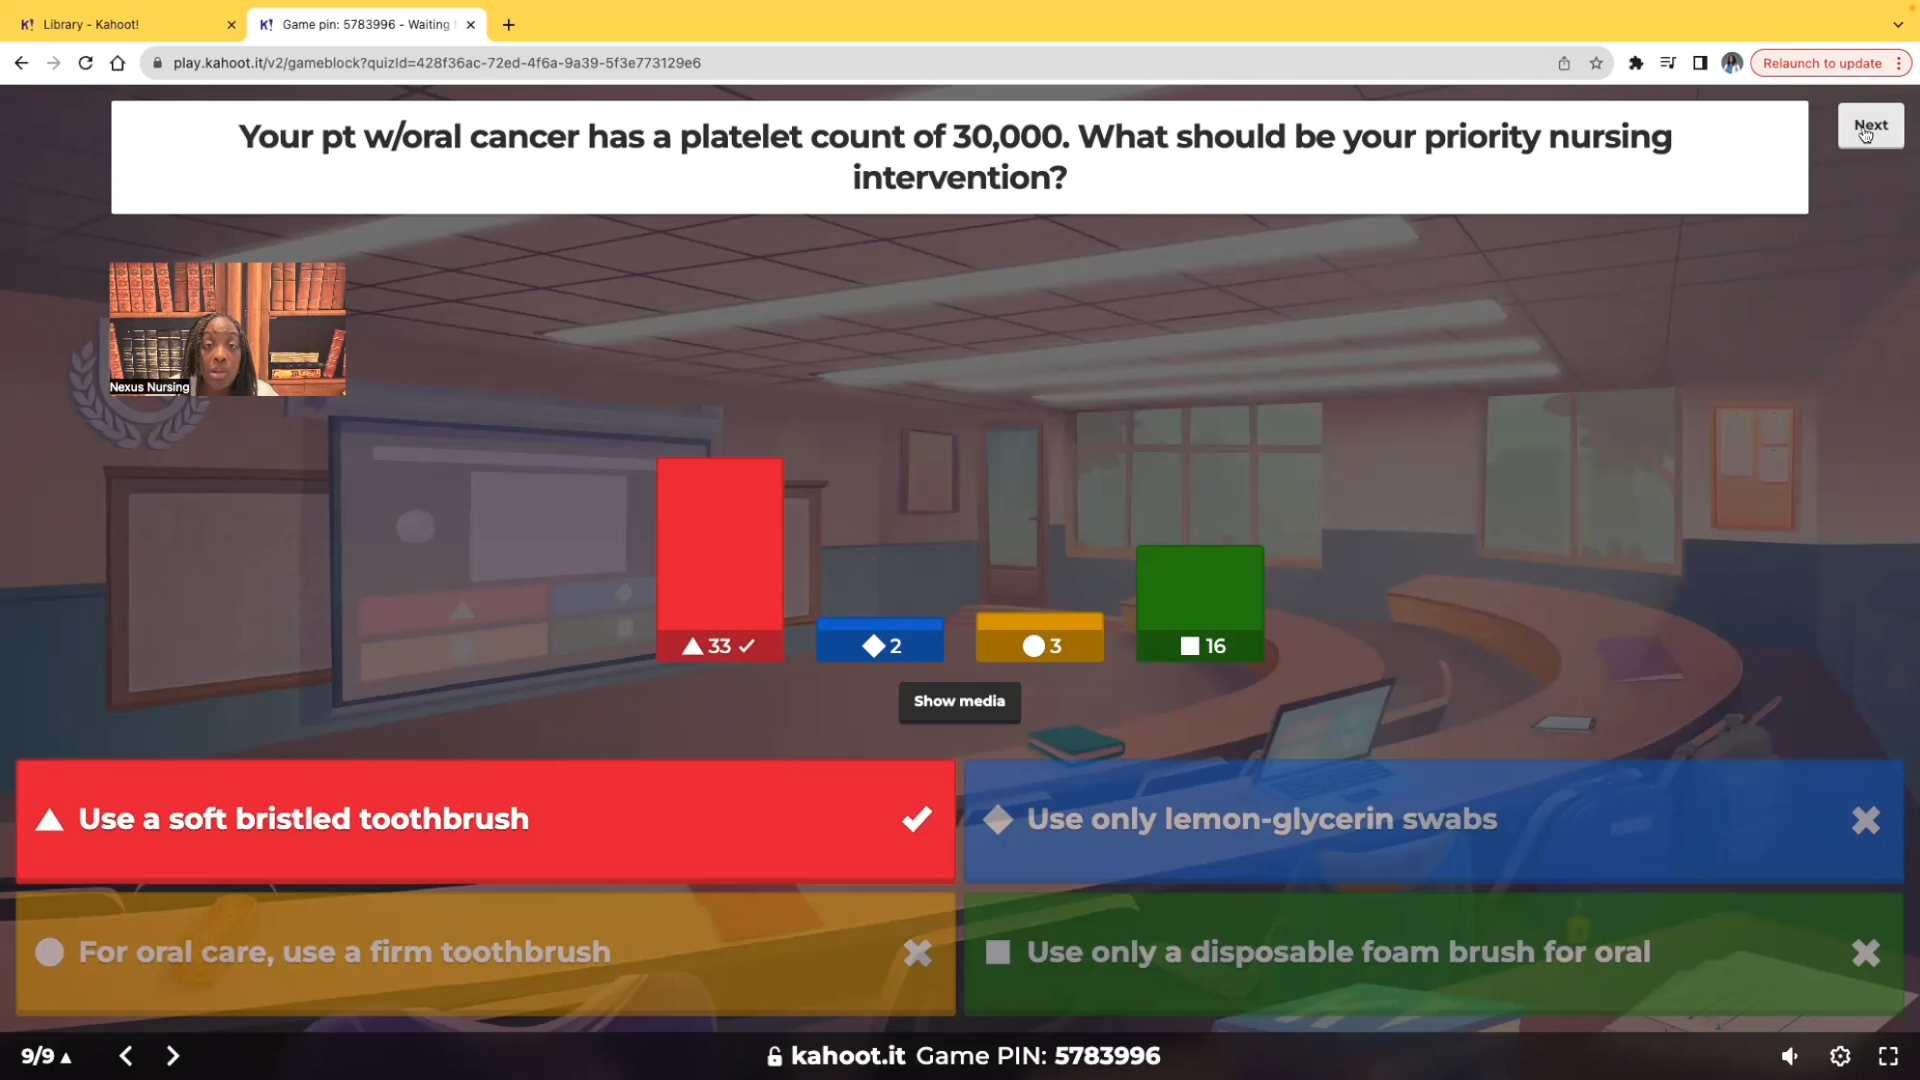 K! Library - Kahoot!
K! Game pin: 5783996 - Waiting
play.kahoot.it/v2/gameblock?quizId=428f36ac-72ed-4f6a-9a39-5f3e773129e6
Relaunch to update
Your pt w/oral cancer has a platelet count of 30,000. What should be your priority nursing
intervention?
Next
Nexus Nursing
33
2
3
16
Show media
Use a soft bristled toothbrush
Use only lemon-glycerin swabs
For oral care, use a firm toothbrush
Use only a disposable foam brush for oral
9/9
kahoot.it Game PIN: 5783996